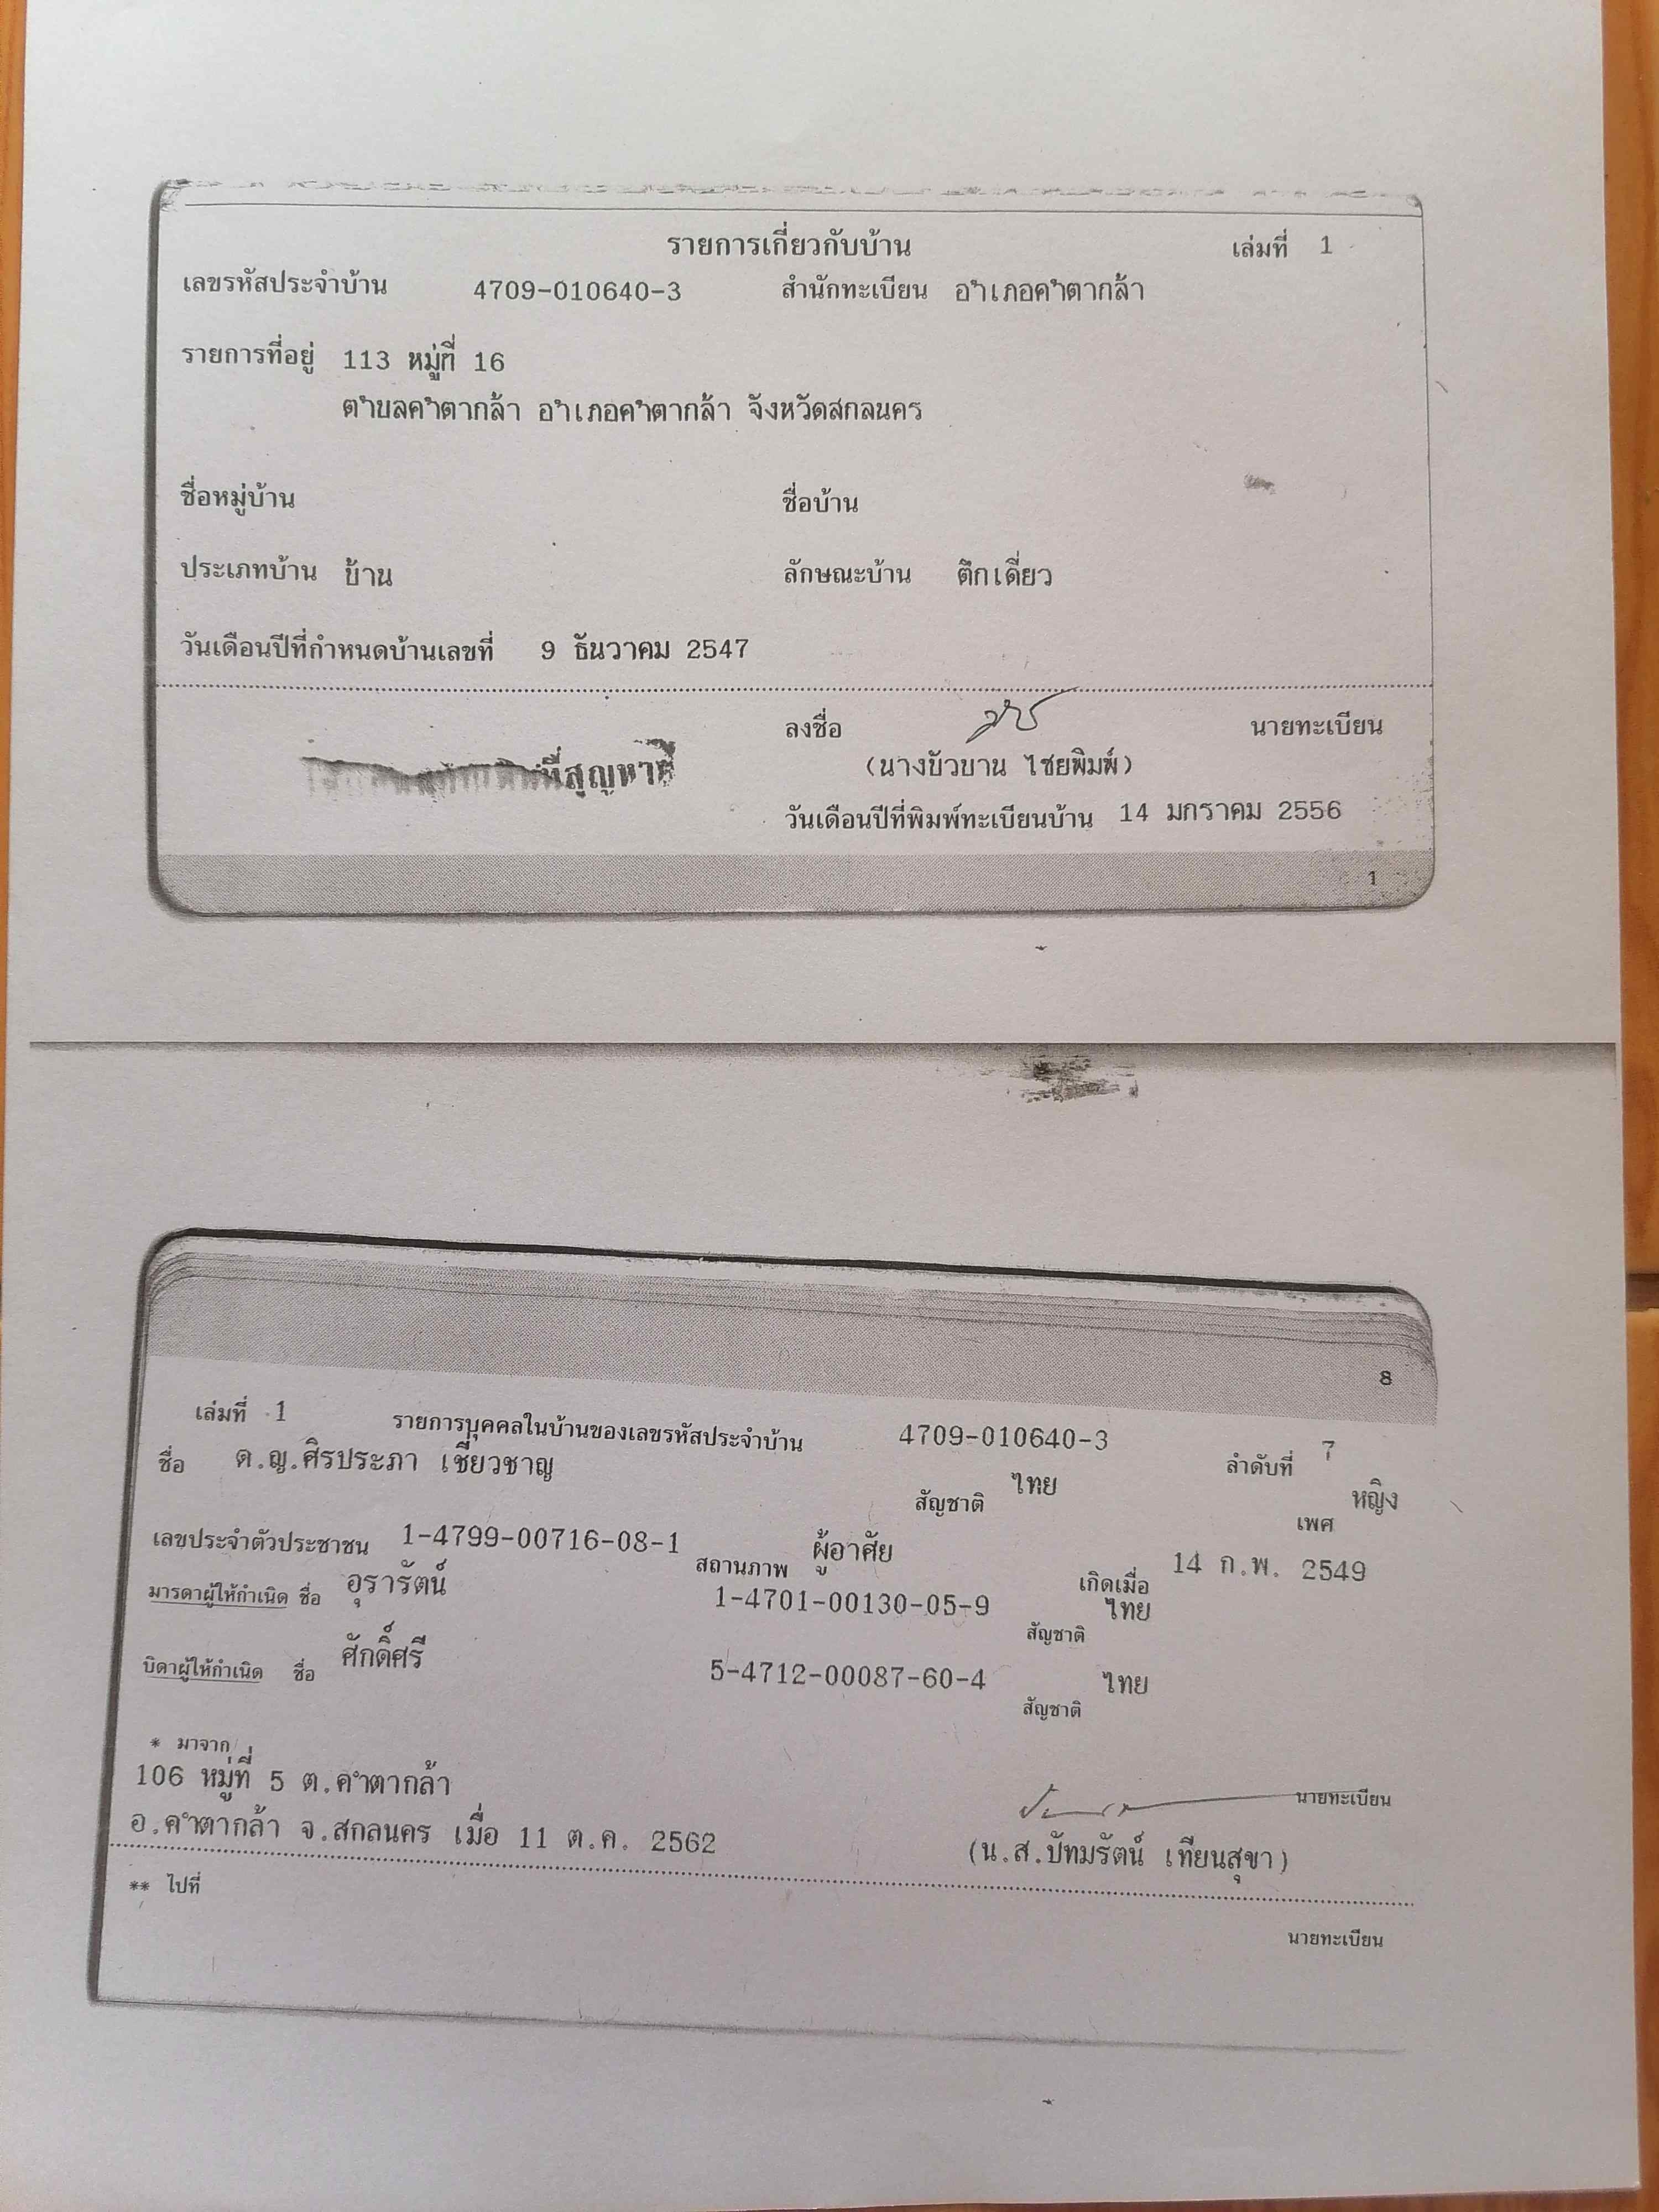 รายการเกี่ยวกับบ้าน เล่มที่ 1
เลขรหัสประจำบ้าน 4709-010640-3 สำนักทะเบียน อำเภอคำตากล้า
รายการที่อยู่ 113 หมู่ที่ 16
ตำบลคำตากล้า อำเภอคำตากล้า จังหวัดสกลนคร
ชื่อหมู่บ้าน ชื่อบ้าน
ประเภทบ้าน บ้าน ลักษณะบ้าน ตึกเดี่ยว
วันเดือนปีที่กำหนดบ้านเลขที่ 9 ธันวาคม 2547
ลงชื่อ นายทะเบียน
ที่สูญหาย (นางบัวบาน ไชยพิมพ์)
วันเดือนปีที่พิมพ์ทะเบียนบ้าน 14 มกราคม 2556
1
8
เล่มที่ 1 รายการบุคคลในบ้านของเลขรหัสประจำบ้าน 4709-010640-3 ลำดับที่ 7
ชื่อ ด.ญ.ศิรประภา เชี่ยวชาญ สัญชาติ ไทย เพศ หญิง
เลขประจำตัวประชาชน 1-4799-00716-08-1 สถานภาพ ผู้อาศัย เกิดเมื่อ 14 ก.พ. 2549
มารดาผู้ให้กำเนิด ชื่อ อุรารัตน์ 1-4701-00130-05-9 สัญชาติ ไทย
บิดาผู้ให้กำเนิด ชื่อ ศักดิ์ศรี 5-4712-00087-60-4 สัญชาติ ไทย
* มาจาก
106 หมู่ที่ 5 ต.คำตากล้า นายทะเบียน
อ.คำตากล้า จ.สกลนคร เมื่อ 11 ต.ค. 2562 (น.ส.ปัทมรัตน์ เทียนสุขา)
** ไปที่
นายทะเบียน